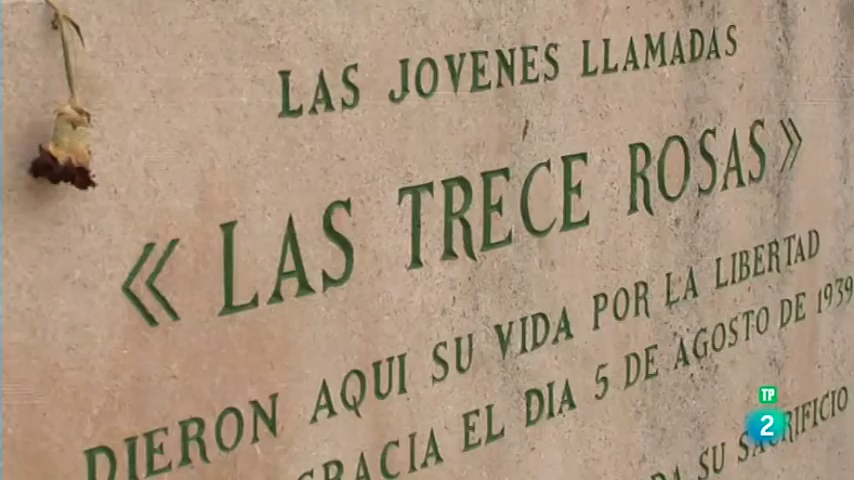 LAS JOVENES LLAMADAS
«LAS TRECE ROSAS»
DIERON AQUI SU VIDA POR LA LIBERTAD
EL DIA 5 DE AGOSTO DE 1939
SU SACRIFICIO
TP
2